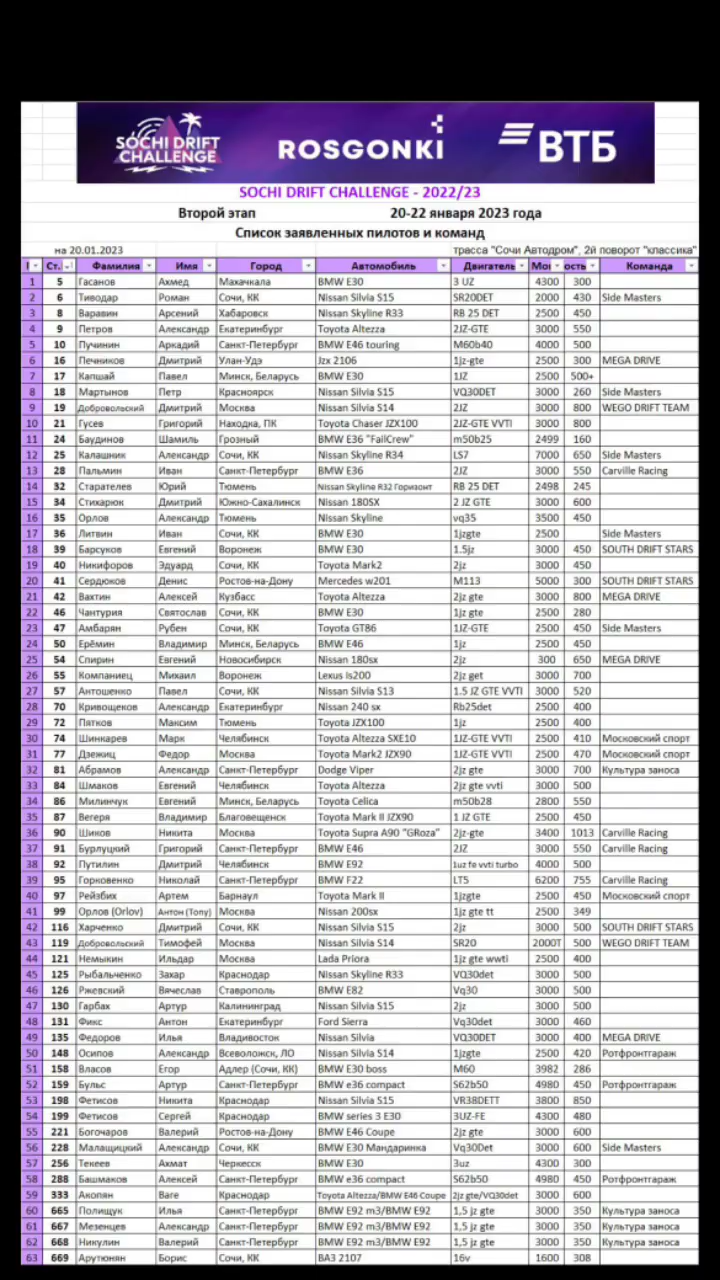 SOCHI DRIFT CHALLENGE ROSGONKI ВТБ
SOCHI DRIFT CHALLENGE - 2022/23
Второй этап 20-22 января 2023 года
Список заявленных пилотов и команд
на 20.01.2023 трасса "Сочи Автодром", 2й поворот "классика"
Ст. Фамилия Имя Город Автомобиль Двигатель Мо ость Команда
1 5 Гасанов Ахмед Махачкала BMW E30 3 UZ 4300 300
2 6 Тиводар Роман Сочи, КК Nissan Silvia S15 SR20DET 2000 430 Side Masters
3 8 Варавин Арсений Хабаровск Nissan Skyline R33 RB 25 DET 2500 450
4 9 Петров Александр Екатеринбург Toyota Altezza 2JZ-GTE 3000 550
5 10 Пучинин Аркадий Санкт-Петербург BMW E46 touring M60b40 4000 500
6 16 Печников Дмитрий Улан-Удэ Jzx 2106 1jz-gte 2500 300 MEGA DRIVE
7 17 Капшай Павел Минск, Беларусь BMW E30 1JZ 2500 500+
8 18 Мартынов Петр Красноярск Nissan Silvia S15 VQ30DET 3000 260 Side Masters
9 19 Добровольский Дмитрий Москва Nissan Silvia S14 2JZ 3000 800 WEGO DRIFT TEAM
10 21 Гусев Григорий Находка, ПК Toyota Chaser JZX100 2JZ-GTE VVTI 3000 800
11 24 Баудинов Шамиль Грозный BMW E36 "FailCrew" m50b25 2499 160
12 25 Калашник Александр Сочи, КК Nissan Skyline R34 LS7 7000 650 Side Masters
13 28 Пальмин Иван Санкт-Петербург BMW E36 2JZ 3000 550 Carville Racing
14 32 Старателев Юрий Тюмень Nissan Skyline R32 Горизонт RB 25 DET 2498 245
15 34 Стихарюк Дмитрий Южно-Сахалинск Nissan 180SX 2 JZ GTE 3000 600
16 35 Орлов Александр Тюмень Nissan Skyline vq35 3500 450
17 36 Литвин Иван Сочи, КК BMW E30 1jzgte 2500 Side Masters
18 39 Барсуков Евгений Воронеж BMW E30 1.5jz 3000 450 SOUTH DRIFT STARS
19 40 Никифоров Эдуард Сочи, КК Toyota Mark2 2jz 3000 450
20 41 Сердюков Денис Ростов-на-Дону Mercedes w201 M113 5000 300 SOUTH DRIFT STARS
21 42 Вахтин Алексей Кузбасс Toyota Altezza 2jz gte 3000 800 MEGA DRIVE
22 46 Чантурия Святослав Сочи, КК BMW E30 1jz gte 2500 280
23 47 Амбарян Рубен Сочи, КК Toyota GT86 1JZ-GTE 2500 450 Side Masters
24 50 Ерёмин Владимир Минск, Беларусь BMW E46 1jz 2500 450
25 54 Спирин Евгений Новосибирск Nissan 180sx 2jz 300 650 MEGA DRIVE
26 55 Компаниец Михаил Воронеж Lexus is200 2jz get 3000 700
27 57 Антошенко Павел Сочи, КК Nissan Silvia S13 1.5 JZ GTE VVTI 3000 520
28 70 Кривощеков Александр Екатеринбург Nissan 240 sx Rb25det 2500 400
29 72 Пятков Максим Тюмень Toyota JZX100 1jz 2500 400
30 74 Шинкарев Марк Челябинск Toyota Altezza SXE10 1JZ-GTE VVTI 2500 410 Московский спорт
31 77 Дзежиц Федор Москва Toyota Mark2 JZX90 1JZ-GTE VVTI 2500 470 Московский спорт
32 81 Абрамов Александр Санкт-Петербург Dodge Viper 2jz gte 3000 700 Культура заноса
33 84 Шмаков Евгений Челябинск Toyota Altezza 2jz gte vvti 3000 500
34 86 Милинчук Евгений Минск, Беларусь Toyota Celica m50b28 2800 550
35 87 Вегеря Владимир Благовещенск Toyota Mark II JZX90 1 JZ GTE 2500 450
36 90 Шиков Никита Москва Toyota Supra A90 "GRoza" 2jz-gte 3400 1013 Carville Racing
37 91 Бурлуцкий Григорий Санкт-Петербург BMW E46 2JZ 3000 550 Carville Racing
38 92 Путилин Дмитрий Челябинск BMW E92 1uz fe vvti turbo 4000 500
39 95 Горковенко Николай Санкт-Петербург BMW F22 LT5 6200 755 Carville Racing
40 97 Рейзбих Артем Барнаул Toyota Mark II 1jzgte 2500 450 Московский спорт
41 99 Орлов (Orlov) Антон (Tony) Москва Nissan 200sx 1jz gte tt 2500 349
42 116 Харченко Дмитрий Сочи, КК Nissan Silvia S15 2jz 3000 500 SOUTH DRIFT STARS
43 119 Добровольский Тимофей Москва Nissan Silvia S14 SR20 2000T 500 WEGO DRIFT TEAM
44 121 Немыкин Ильдар Москва Lada Priora 1jz gte wwti 2500 400
45 125 Рыбальченко Захар Краснодар Nissan Skyline R33 VQ30det 3000 500
46 126 Ржевский Вячеслав Ставрополь BMW E82 Vq30 3000 500
47 130 Гарбах Артур Калининград Nissan Silvia S15 2jz 3000 500
48 131 Фикс Антон Екатеринбург Ford Sierra Vq30det 3000 460
49 135 Федоров Илья Владивосток Nissan Silvia VQ30DET 3000 400 MEGA DRIVE
50 148 Осипов Александр Всеволожск, ЛО Nissan Silvia S14 1jzgte 2500 420 Ротфронтгараж
51 158 Власов Егор Адлер (Сочи, КК) BMW E30 boss M60 3982 286
52 159 Бульс Артур Санкт-Петербург BMW e36 compact S62b50 4980 450 Ротфронтгараж
53 198 Фетисов Никита Краснодар Nissan Silvia S15 VR38DETT 3800 850
54 199 Фетисов Сергей Краснодар BMW series 3 E30 3UZ-FE 4300 480
55 221 Богочаров Валерий Ростов-на-Дону BMW E46 Coupe 2jz gte 3000 600
56 228 Малащицкий Александр Сочи, КК BMW E30 Мандаринка Vq30Det 3000 600 Side Masters
57 256 Текеев Ахмат Черкесск BMW E30 3uz 4300 300
58 288 Башмаков Алексей Санкт-Петербург BMW e36 compact S62b50 4980 450 Ротфронтгараж
59 333 Акопян Ваге Краснодар Toyota Altezza/BMW E46 Coupe 2jz gte/VQ30det 3000 600
60 665 Полищук Илья Санкт-Петербург BMW E92 m3/BMW E92 1,5 jz gte 3000 350 Культура заноса
61 667 Мезенцев Александр Санкт-Петербург BMW E92 m3/BMW E92 1,5 jz gte 3000 350 Культура заноса
62 668 Никулин Валерий Санкт-Петербург BMW E92 m3/BMW E92 1,5 jz gte 3000 350 Культура заноса
63 669 Арутюнян Борис Сочи, КК ВАЗ 2107 16v 1600 308